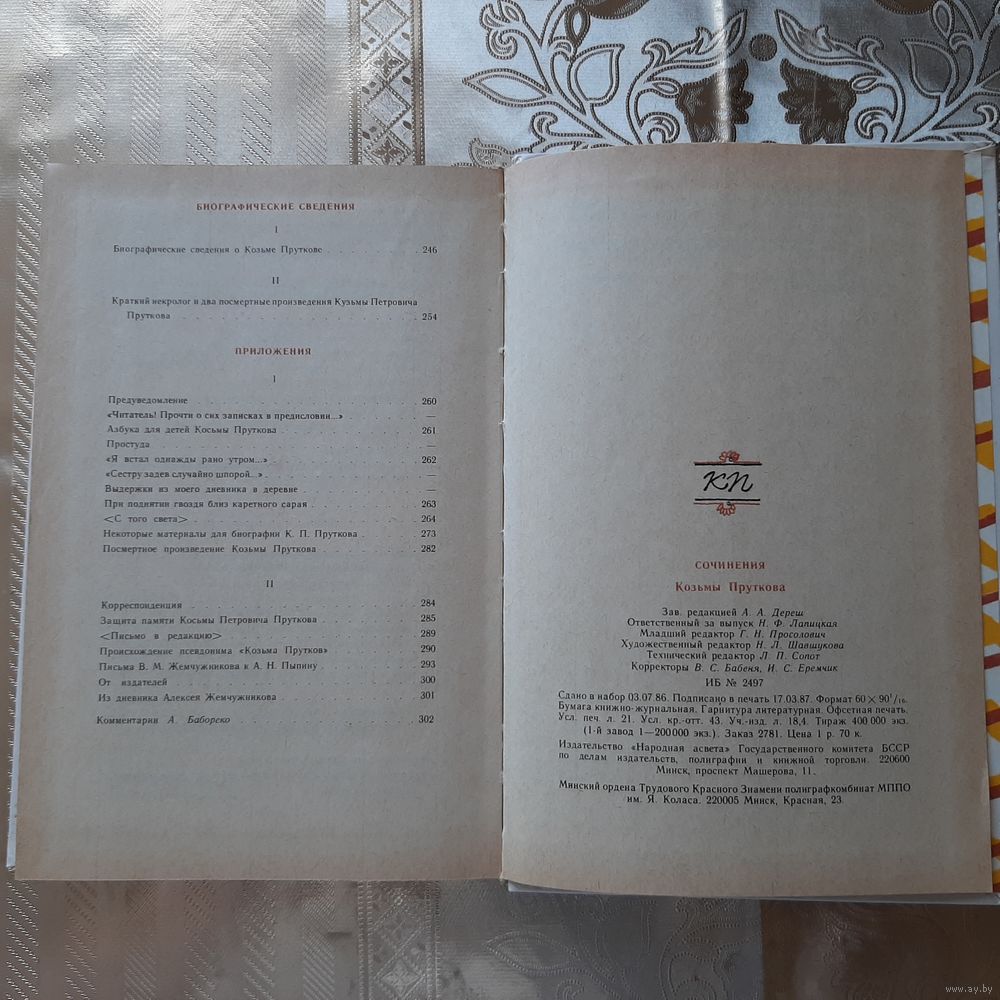 БИОГРАФИЧЕСКИЕ СВЕДЕНИЯ
I
Биографические сведения о Козьме Пруткове . . . . . . . . . . 246
II
Краткий некролог и два посмертные произведения Кузьмы Петровича
Пруткова . . . . . . . . . . 254
ПРИЛОЖЕНИЯ
I
Предуведомление . . . . . . . . . . 260
«Читатель! Прочти о сих записках в предисловии...» . . . . . —
Азбука для детей Косьмы Пруткова . . . . . . . . . . 261
Простуда . . . . . . . . . . —
«Я встал однажды рано утром...» . . . . . . . . . . 262
«Сестру задев случайно шпорой...» . . . . . . . . . . —
Выдержки из моего дневника в деревне . . . . . . . . . . —
При поднятии гвоздя близ каретного сарая . . . . . . . . 263
<С того света> . . . . . . . . . . 264
Некоторые материалы для биографии К. П. Пруткова . . . . . 273
Посмертное произведение Козьмы Пруткова . . . . . . . . 282
II
Корреспонденция . . . . . . . . . . 284
Защита памяти Косьмы Петровича Пруткова . . . . . . . . 285
<Письмо в редакцию> . . . . . . . . . . 289
Происхождение псевдонима «Козьма Прутков» . . . . . . . 290
Письма В. М. Жемчужникова к А. Н. Пыпину . . . . . . . 293
От издателей . . . . . . . . . . 300
Из дневника Алексея Жемчужникова . . . . . . . . . . 301
Комментарии А. Бабореко . . . . . . . . . . 302
КП
СОЧИНЕНИЯ
Козьмы Пруткова
Зав. редакцией А. А. Дереш
Ответственный за выпуск Н. Ф. Лапицкая
Младший редактор Г. Н. Просолович
Художественный редактор Н. Л. Шавшукова
Технический редактор Л. П. Сопот
Корректоры В. С. Бабеня, И. С. Еремчик
ИБ № 2497
Сдано в набор 03.07.86. Подписано в печать 17.03.87. Формат 60×90¹/₁₆.
Бумага книжно-журнальная. Гарнитура литературная. Офсетная печать.
Усл. печ. л. 21. Усл. кр.-отт. 43. Уч.-изд. л. 18,4. Тираж 400 000 экз.
(1-й завод 1—200 000 экз.). Заказ 2781. Цена 1 р. 70 к.
Издательство «Народная асвета» Государственного комитета БССР
по делам издательств, полиграфии и книжной торговли. 220600
Минск, проспект Машерова, 11.
Минский ордена Трудового Красного Знамени полиграфкомбинат МППО
им. Я. Коласа. 220005 Минск, Красная, 23.
www.ay.by